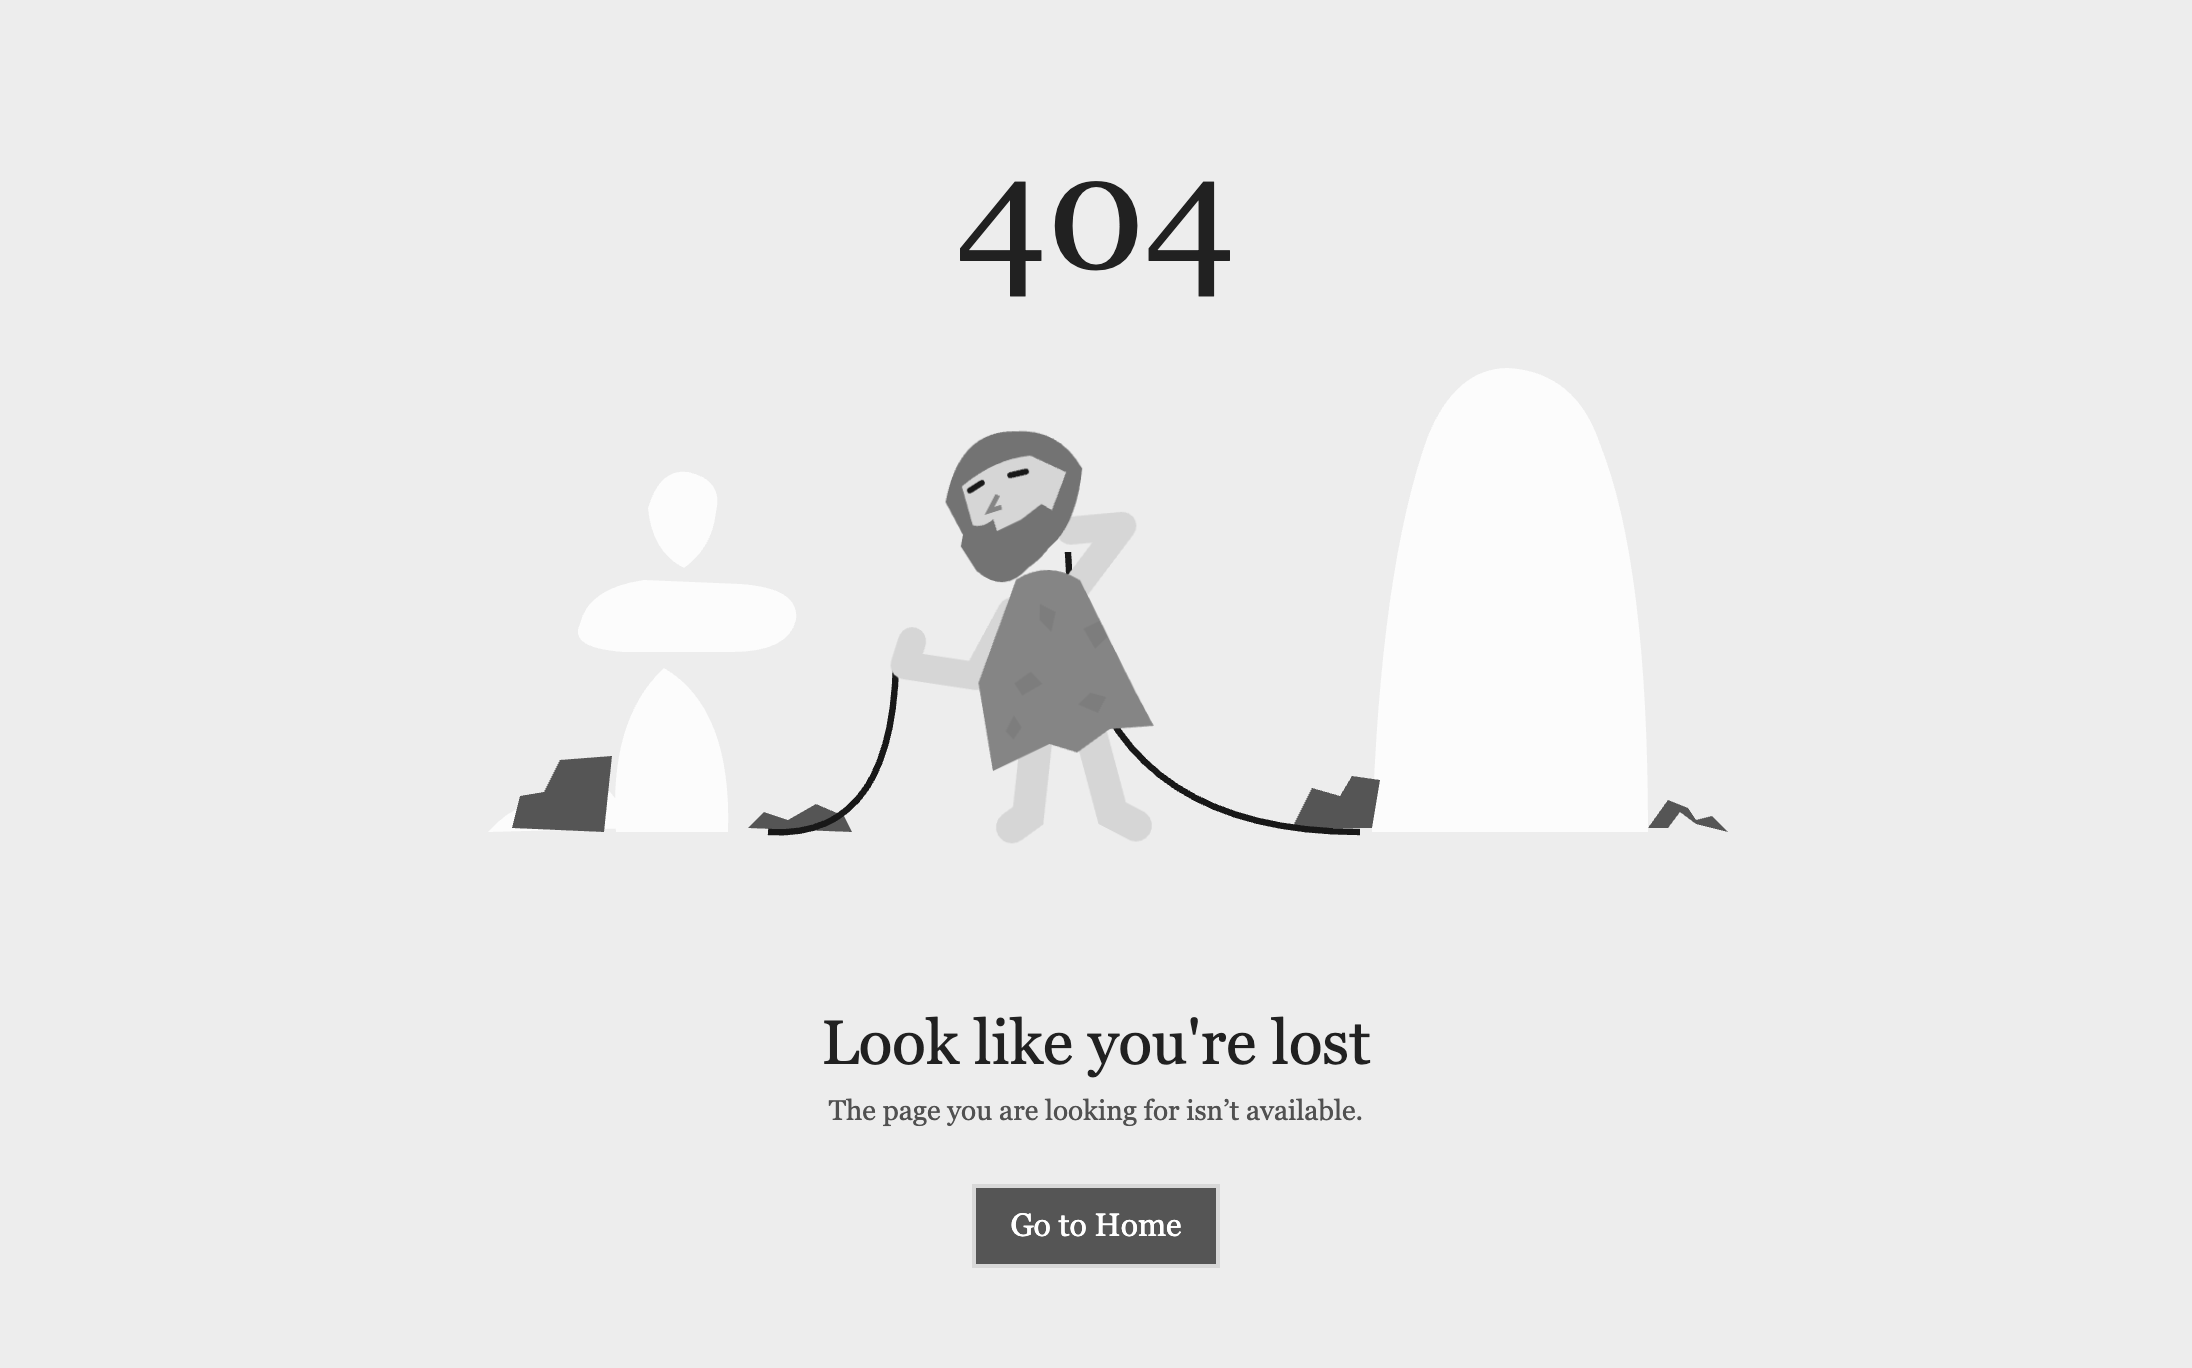 404
Look like you're lost
The page you are looking for isn’t available.
Go to Home